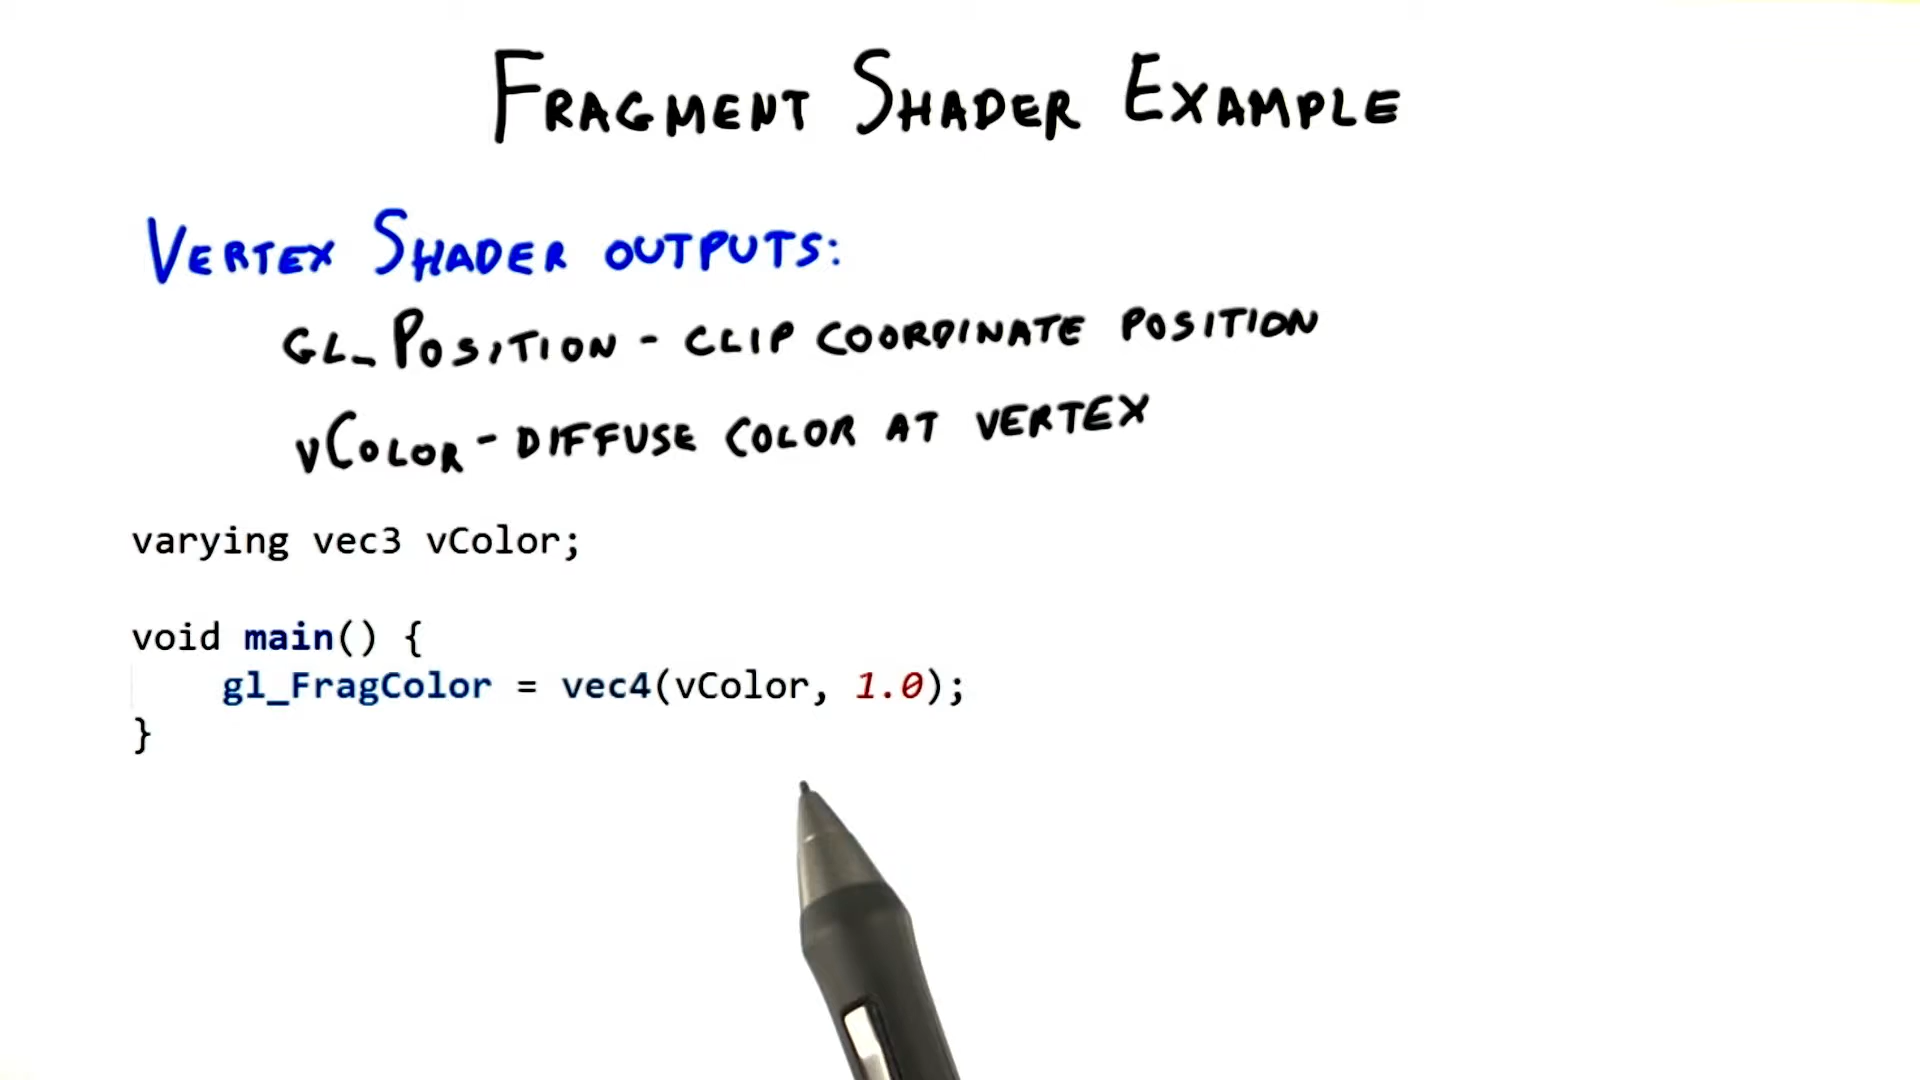 FRAGMENT SHADER EXAMPLE
VERTEX SHADER OUTPUTS:
GL_POSITION - CLIP COORDINATE POSITION
vCOLOR - DIFFUSE COLOR AT VERTEX
varying vec3 vColor;
void main() {
gl_FragColor = vec4(vColor, 1.0);
}